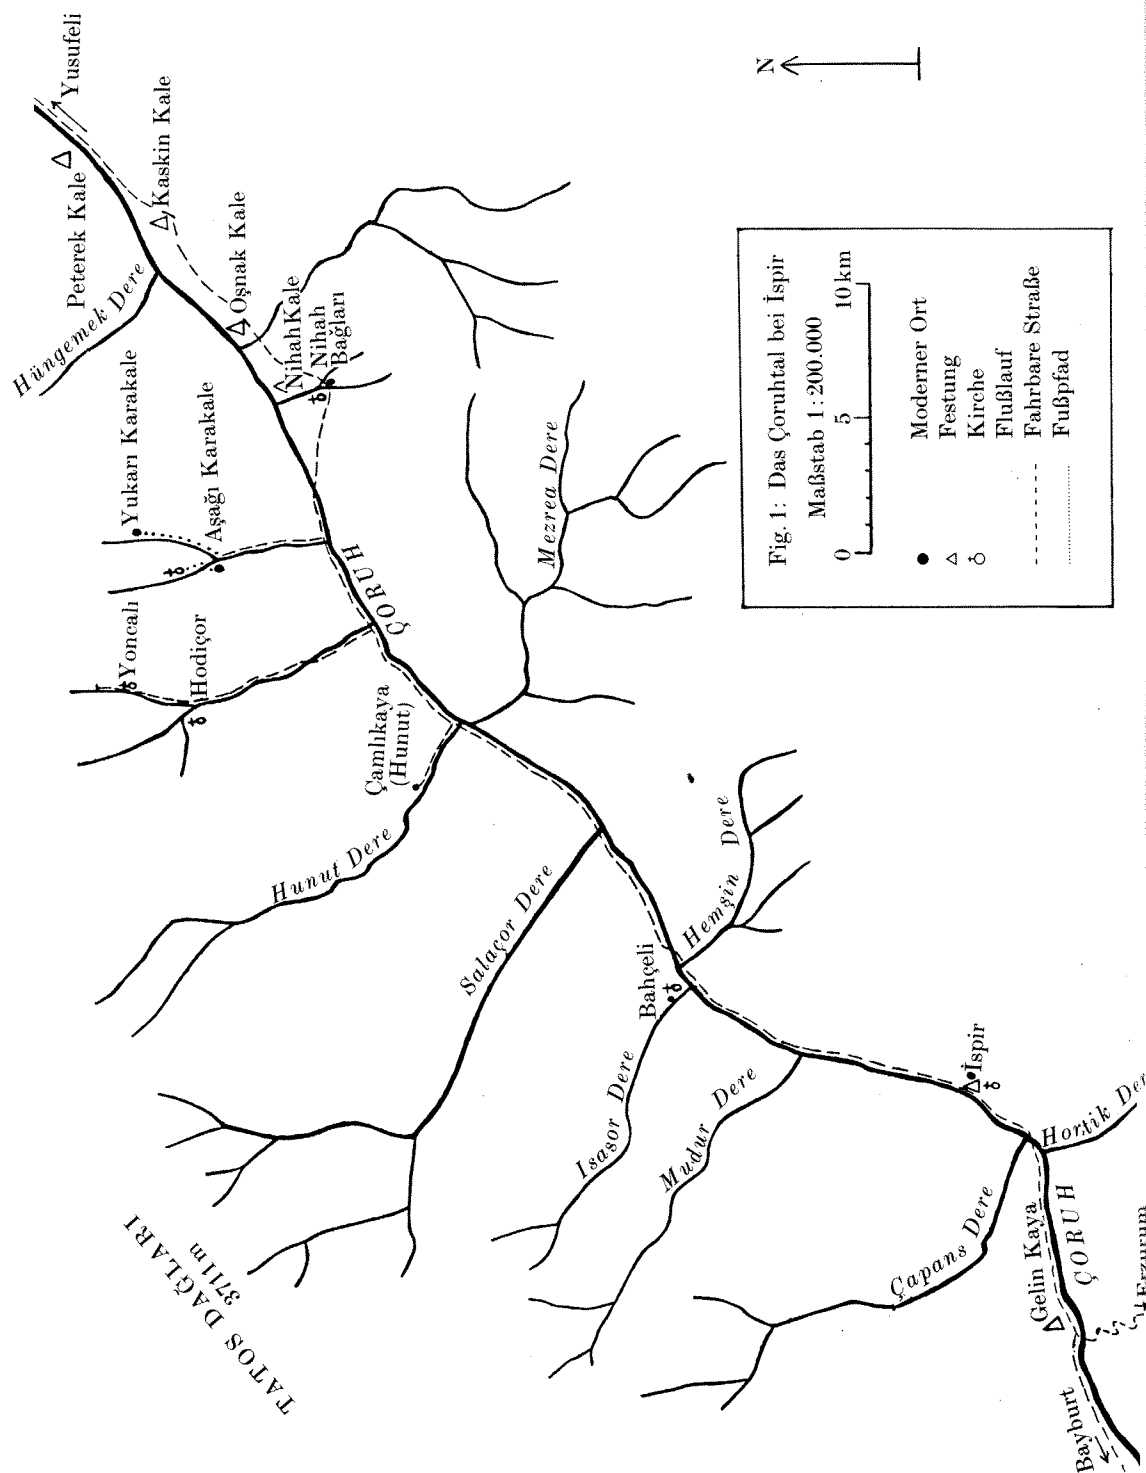 Yusufeli
Peterek Kale
Kaskin Kale
Hüngemek Dere
Oşnak Kale
Nihah Kale
Nihah
Bağları
Yukarı Karakale
Aşağı Karakale
ÇORUH
Yoncalı
Hodiçor
Mezrea Dere
Çamlıkaya
(Hunut)
Hunut Dere
Salaçor Dere
Hemşin Dere
Bahçeli
Isasor Dere
Mudur Dere
İspir
Hortik Der
Çapans Dere
Gelin Kaya
ÇORUH
Erzurum
Bayburt
TATOS DAĞLARI
3711 m
N
Fig. 1: Das Çoruhtal bei İspir
Maßstab 1:200.000
0 5 10 km
Moderner Ort
Festung
Kirche
Flußlauf
Fahrbare Straße
Fußpfad